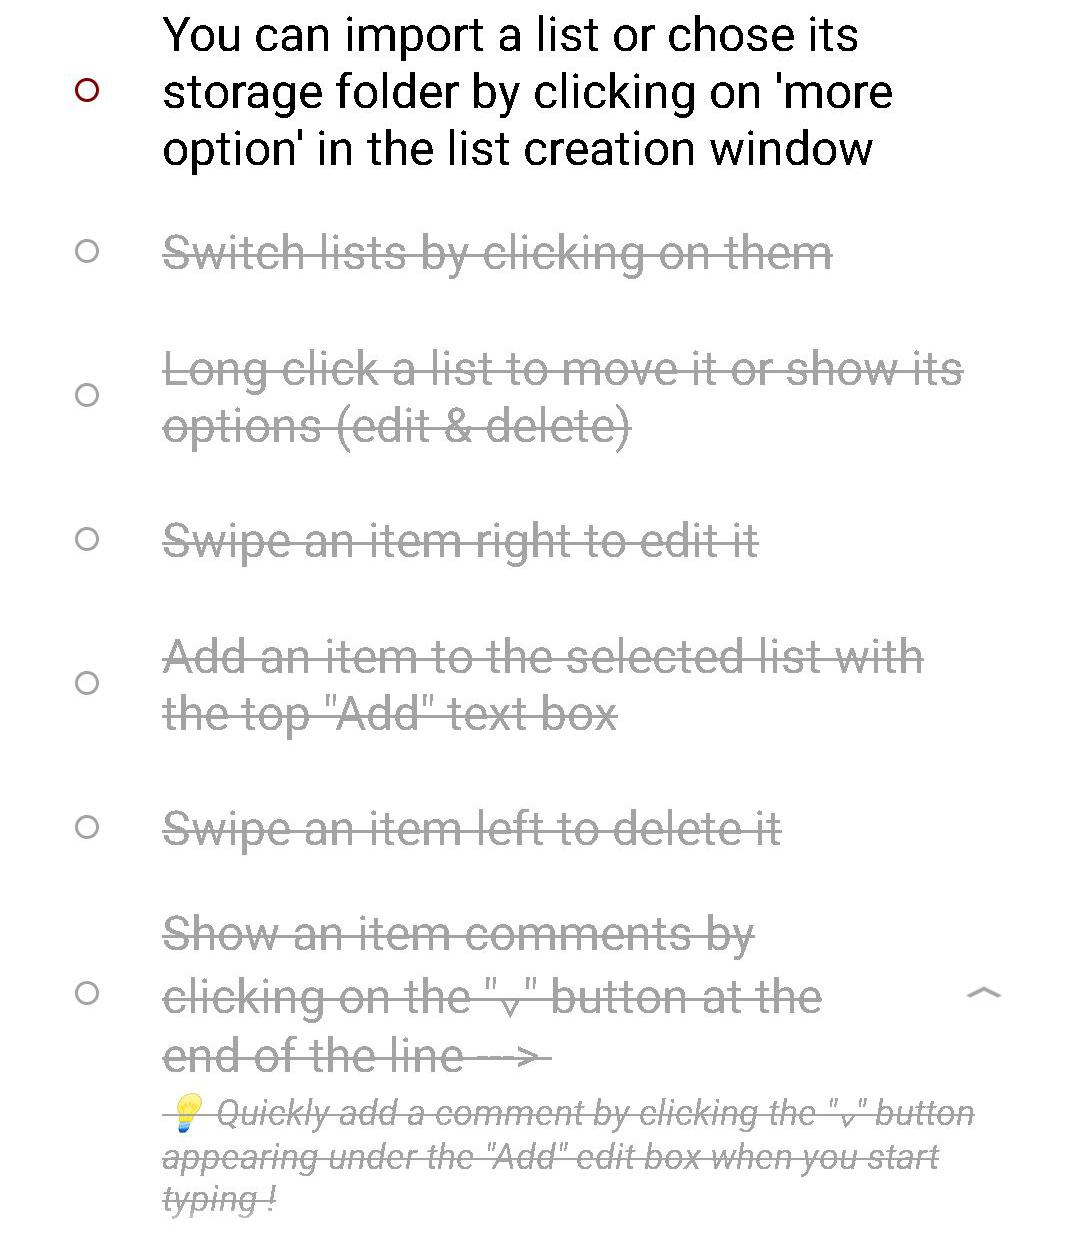 You can import a list or chose its
storage folder by clicking on 'more
option' in the list creation window
Switch lists by clicking on them
Long click a list to move it or show its
options (edit & delete)
Swipe an item right to edit it
Add an item to the selected list with
the top "Add" text box
Swipe an item left to delete it
Show an item comments by
clicking on the "⌄" button at the
end of the line --->
💡 Quickly add a comment by clicking the "⌄" button
appearing under the "Add" edit box when you start
typing !